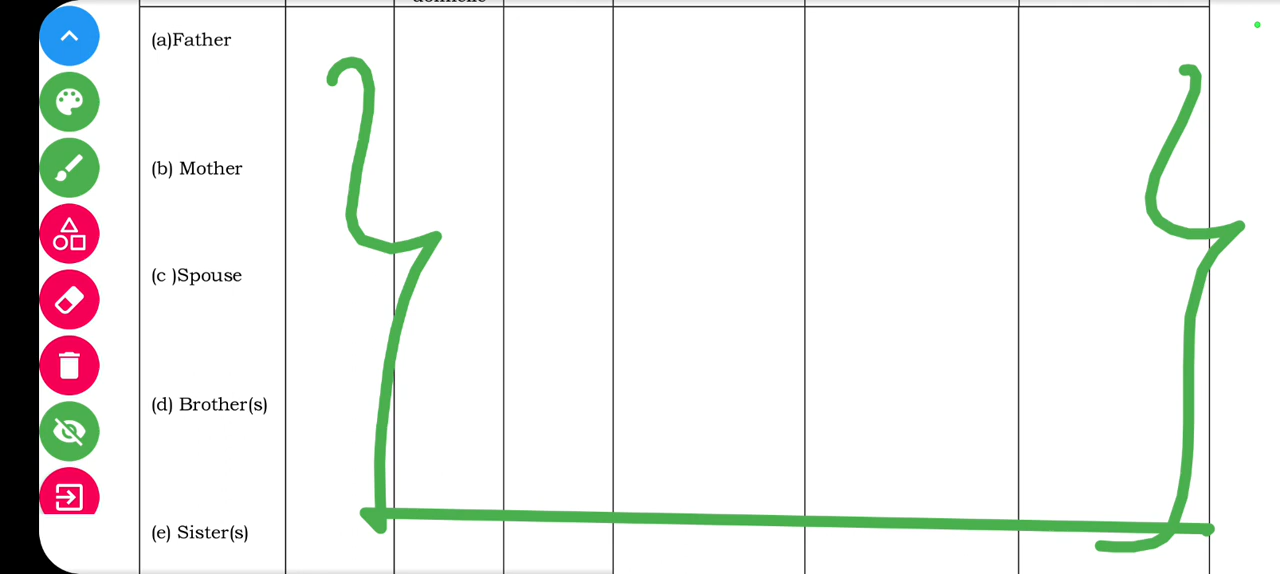 (a)Father
(b) Mother
(c )Spouse
(d) Brother(s)
(e) Sister(s)